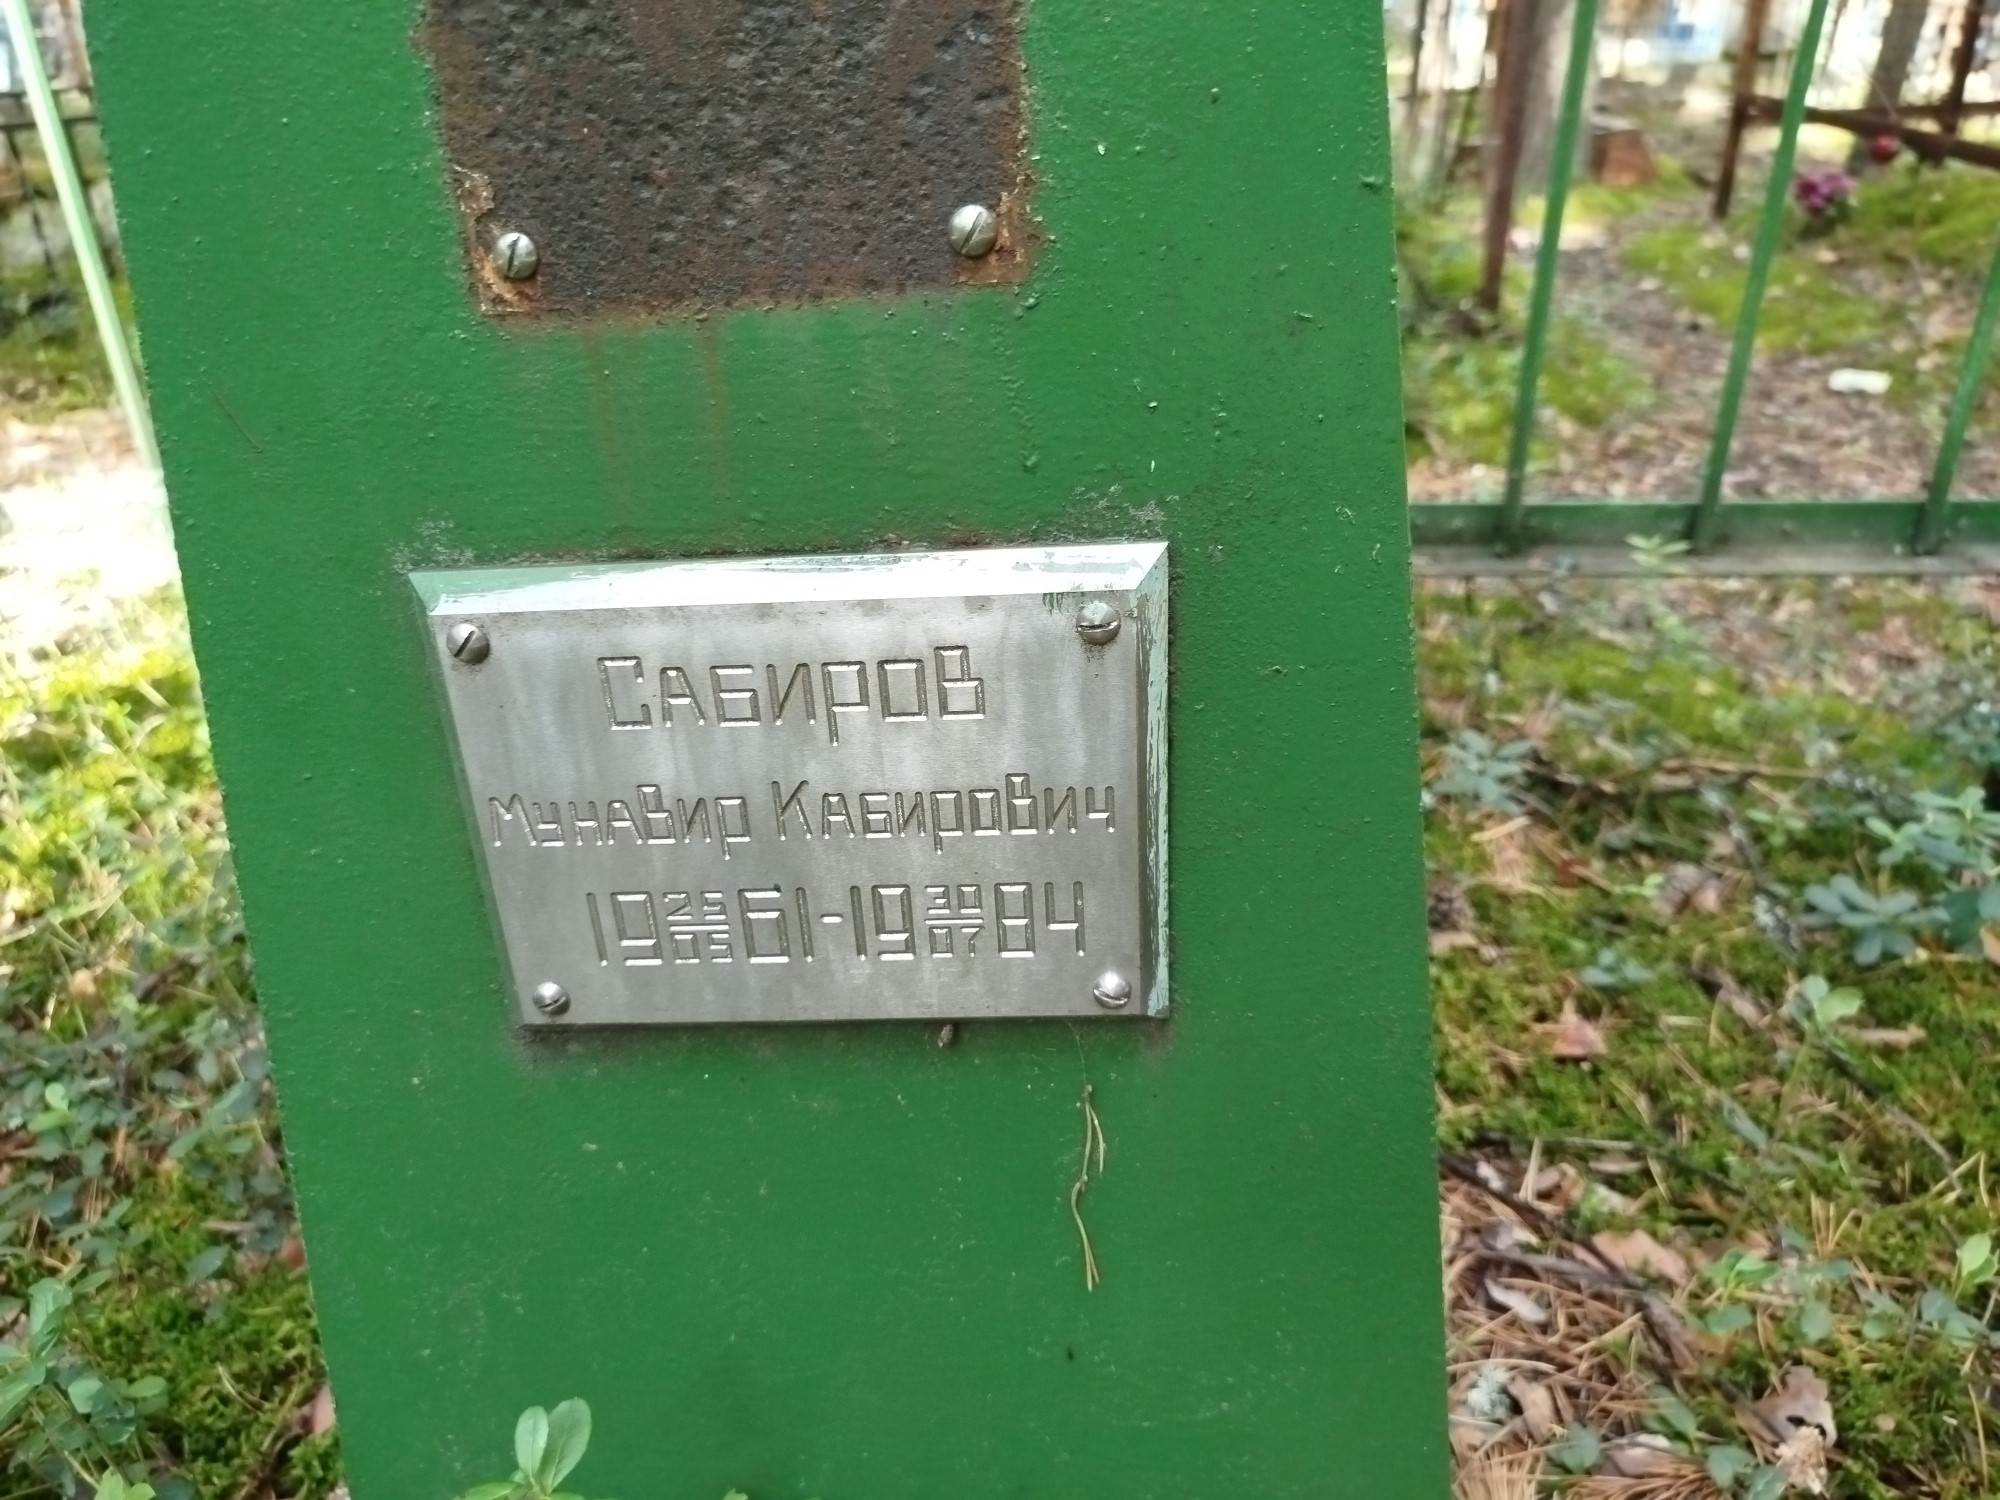 Сабиров
Мунавир Кабирович
19 25/05 61-19 30/07 84